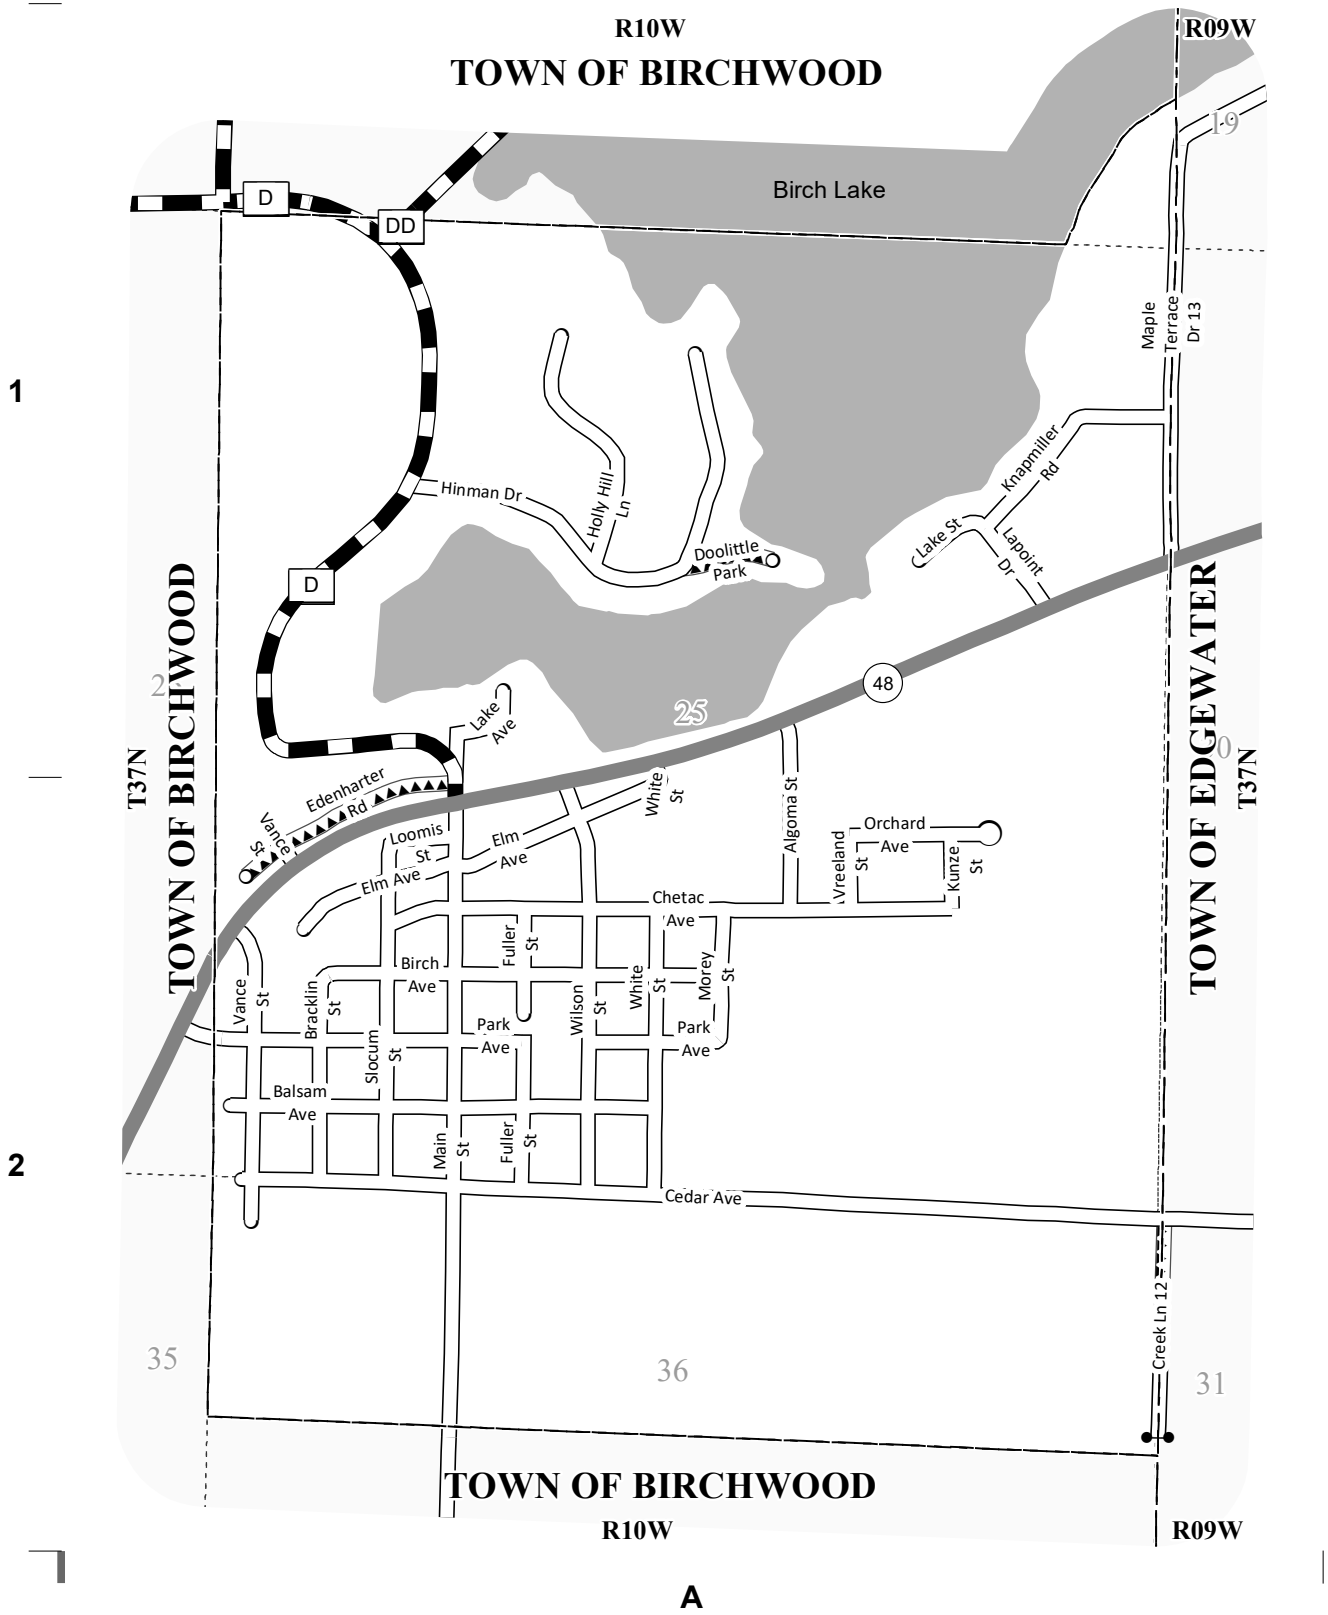 R10W
R09W
TOWN OF BIRCHWOOD
19
D
DD
Birch Lake
Maple
Terrace
Dr 13
1
Knapmiller
Rd
Hinman Dr
Holly Hill
Ln
Lake St
Lapoint
Dr
Doolittle
Park
D
TOWN OF BIRCHWOOD
T37N
TOWN OF EDGEWATER
T37N
48
25
Lake
Ave
Edenharter
Rd
Vance
St
White
St
Algoma St
Loomis
St
Elm
Ave
Elm Ave
Orchard
Ave
Vreeland
St
Kunze
St
Chetac
Ave
Fuller
St
Birch
Ave
Morey
St
White
St
Vance
St
Bracklin
St
Wilson
St
Park
Ave
Park
Ave
Slocum
St
Balsam
Ave
Main
St
Fuller
St
2
Cedar Ave
Creek Ln 12
35
36
31
TOWN OF BIRCHWOOD
R10W
R09W
A